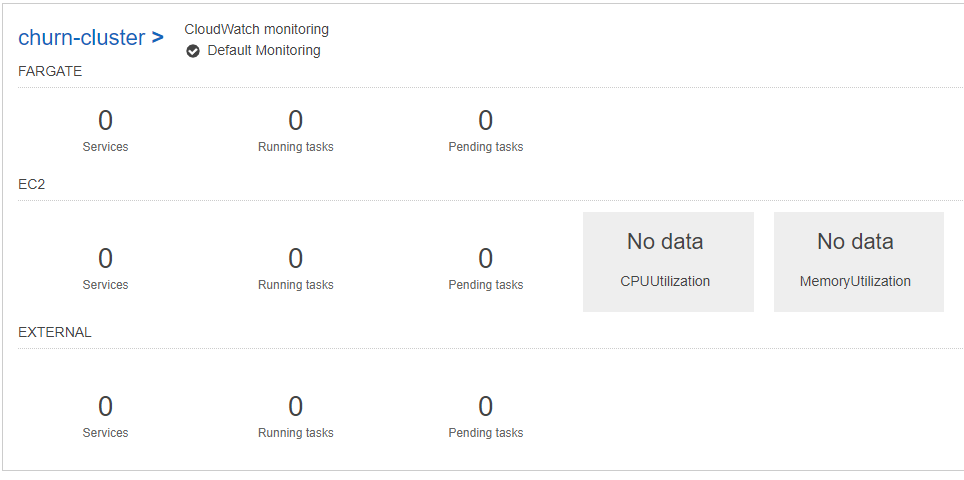 churn-cluster >
CloudWatch monitoring
Default Monitoring
FARGATE
0 0 0
Services Running tasks Pending tasks
EC2
0 0 0 No data No data
Services Running tasks Pending tasks CPUUtilization MemoryUtilization
EXTERNAL
0 0 0
Services Running tasks Pending tasks